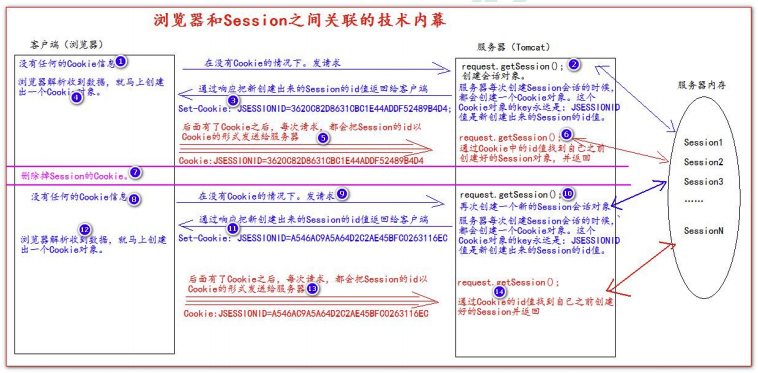 浏览器和Session之间关联的技术内幕
客户端（浏览器）
服务器（Tomcat）
服务器内存
没有任何的Cookie信息 1
在没有Cookie的情况下。发请求
request.getSession(); 2
创建会话对象。
服务器每次创建Session会话的时候，
都会创建一个Cookie对象。这个
Cookie对象的key永远是：JSESSIONID
值是新创建出来的Session的id值。
通过响应把新创建出来的Session的id值返回给客户端
3
Set-Cookie: JSESSIONID=3620C82D8631CBC1E44ADDF52489B4D4;
浏览器解析收到数据，就马上创建
出一个Cookie对象。
4
后面有了Cookie之后，每次请求，都会把Session的id以
Cookie的形式发送给服务器
5
Cookie:JSESSIONID=3620C82D8631CBC1E44ADDF52489B4D4
request.getSession(); 6
通过Cookie中的id值找到自己之前
创建好的Session对象，并返回
Session1
Session2
Session3
......
SessionN
删除掉Session的Cookie。 7
没有任何的Cookie信息 8
在没有Cookie的情况下。发请求 9
request.getSession(); 10
再次创建一个新的Session会话对象
服务器每次创建Session会话的时候，
都会创建一个Cookie对象。这个
Cookie对象的key永远是：JSESSIONID
值是新创建出来的Session的id值。
通过响应把新创建出来的Session的id值返回给客户端
11
Set-Cookie: JSESSIONID=A546AC9A5A64D2C2AE45BFC0263116EC
12
浏览器解析收到数据，就马上创建
出一个Cookie对象。
后面有了Cookie之后，每次请求，都会把Session的id以
Cookie的形式发送给服务器
13
Cookie:JSESSIONID=A546AC9A5A64D2C2AE45BFC0263116EC
request.getSession();
14
通过Cookie的id值找到自己之前创建
好的Session并返回